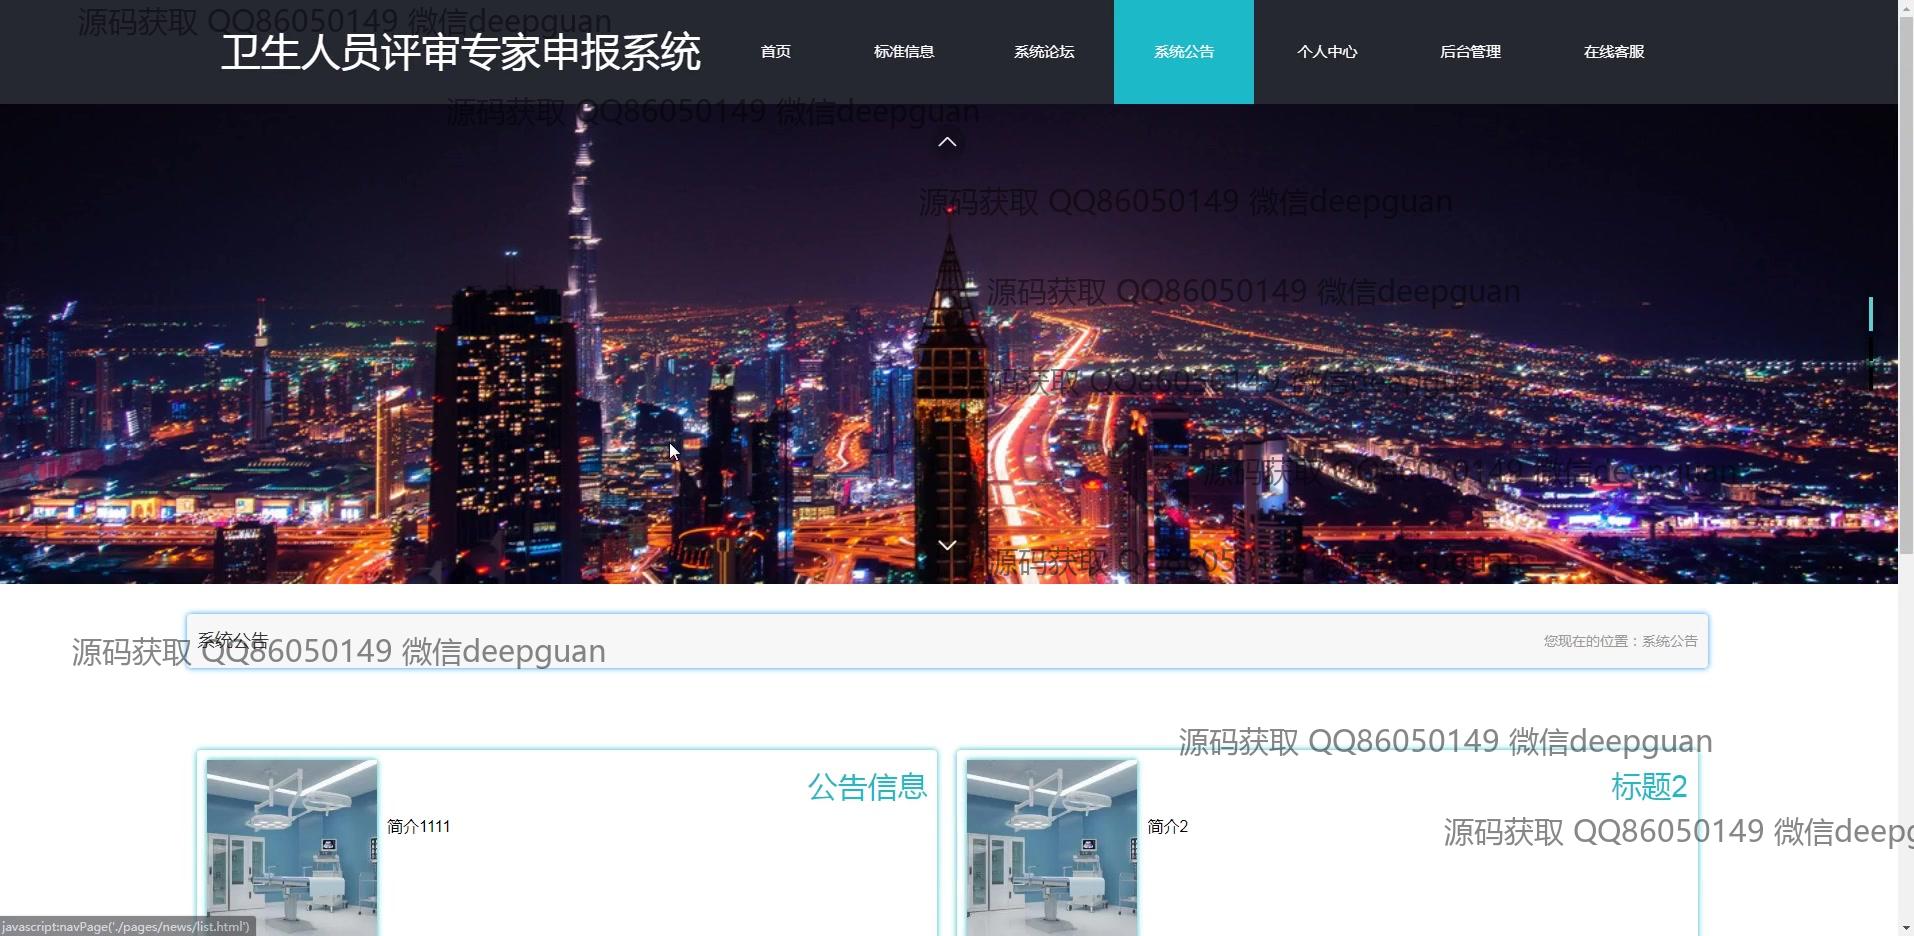 源码获取 QQ86050149 微信deepguan
卫生人员评审专家申报系统
首页
标准信息
系统论坛
系统公告
个人中心
后台管理
在线客服
源码获取 QQ86050149 微信deepguan
源码获取 QQ86050149 微信deepguan
源码获取 QQ86050149 微信deepguan
源码获取 QQ86050149 微信deepguan
源码获取 QQ86050149 微信deepguan
源码获取 QQ86050149 微信deepguan
系统公告
您现在的位置：系统公告
源码获取 QQ86050149 微信deepguan
源码获取 QQ86050149 微信deepguan
公告信息
简介1111
标题2
简介2
源码获取 QQ86050149 微信deepg
javascript:navPage('./pages/news/list.html')